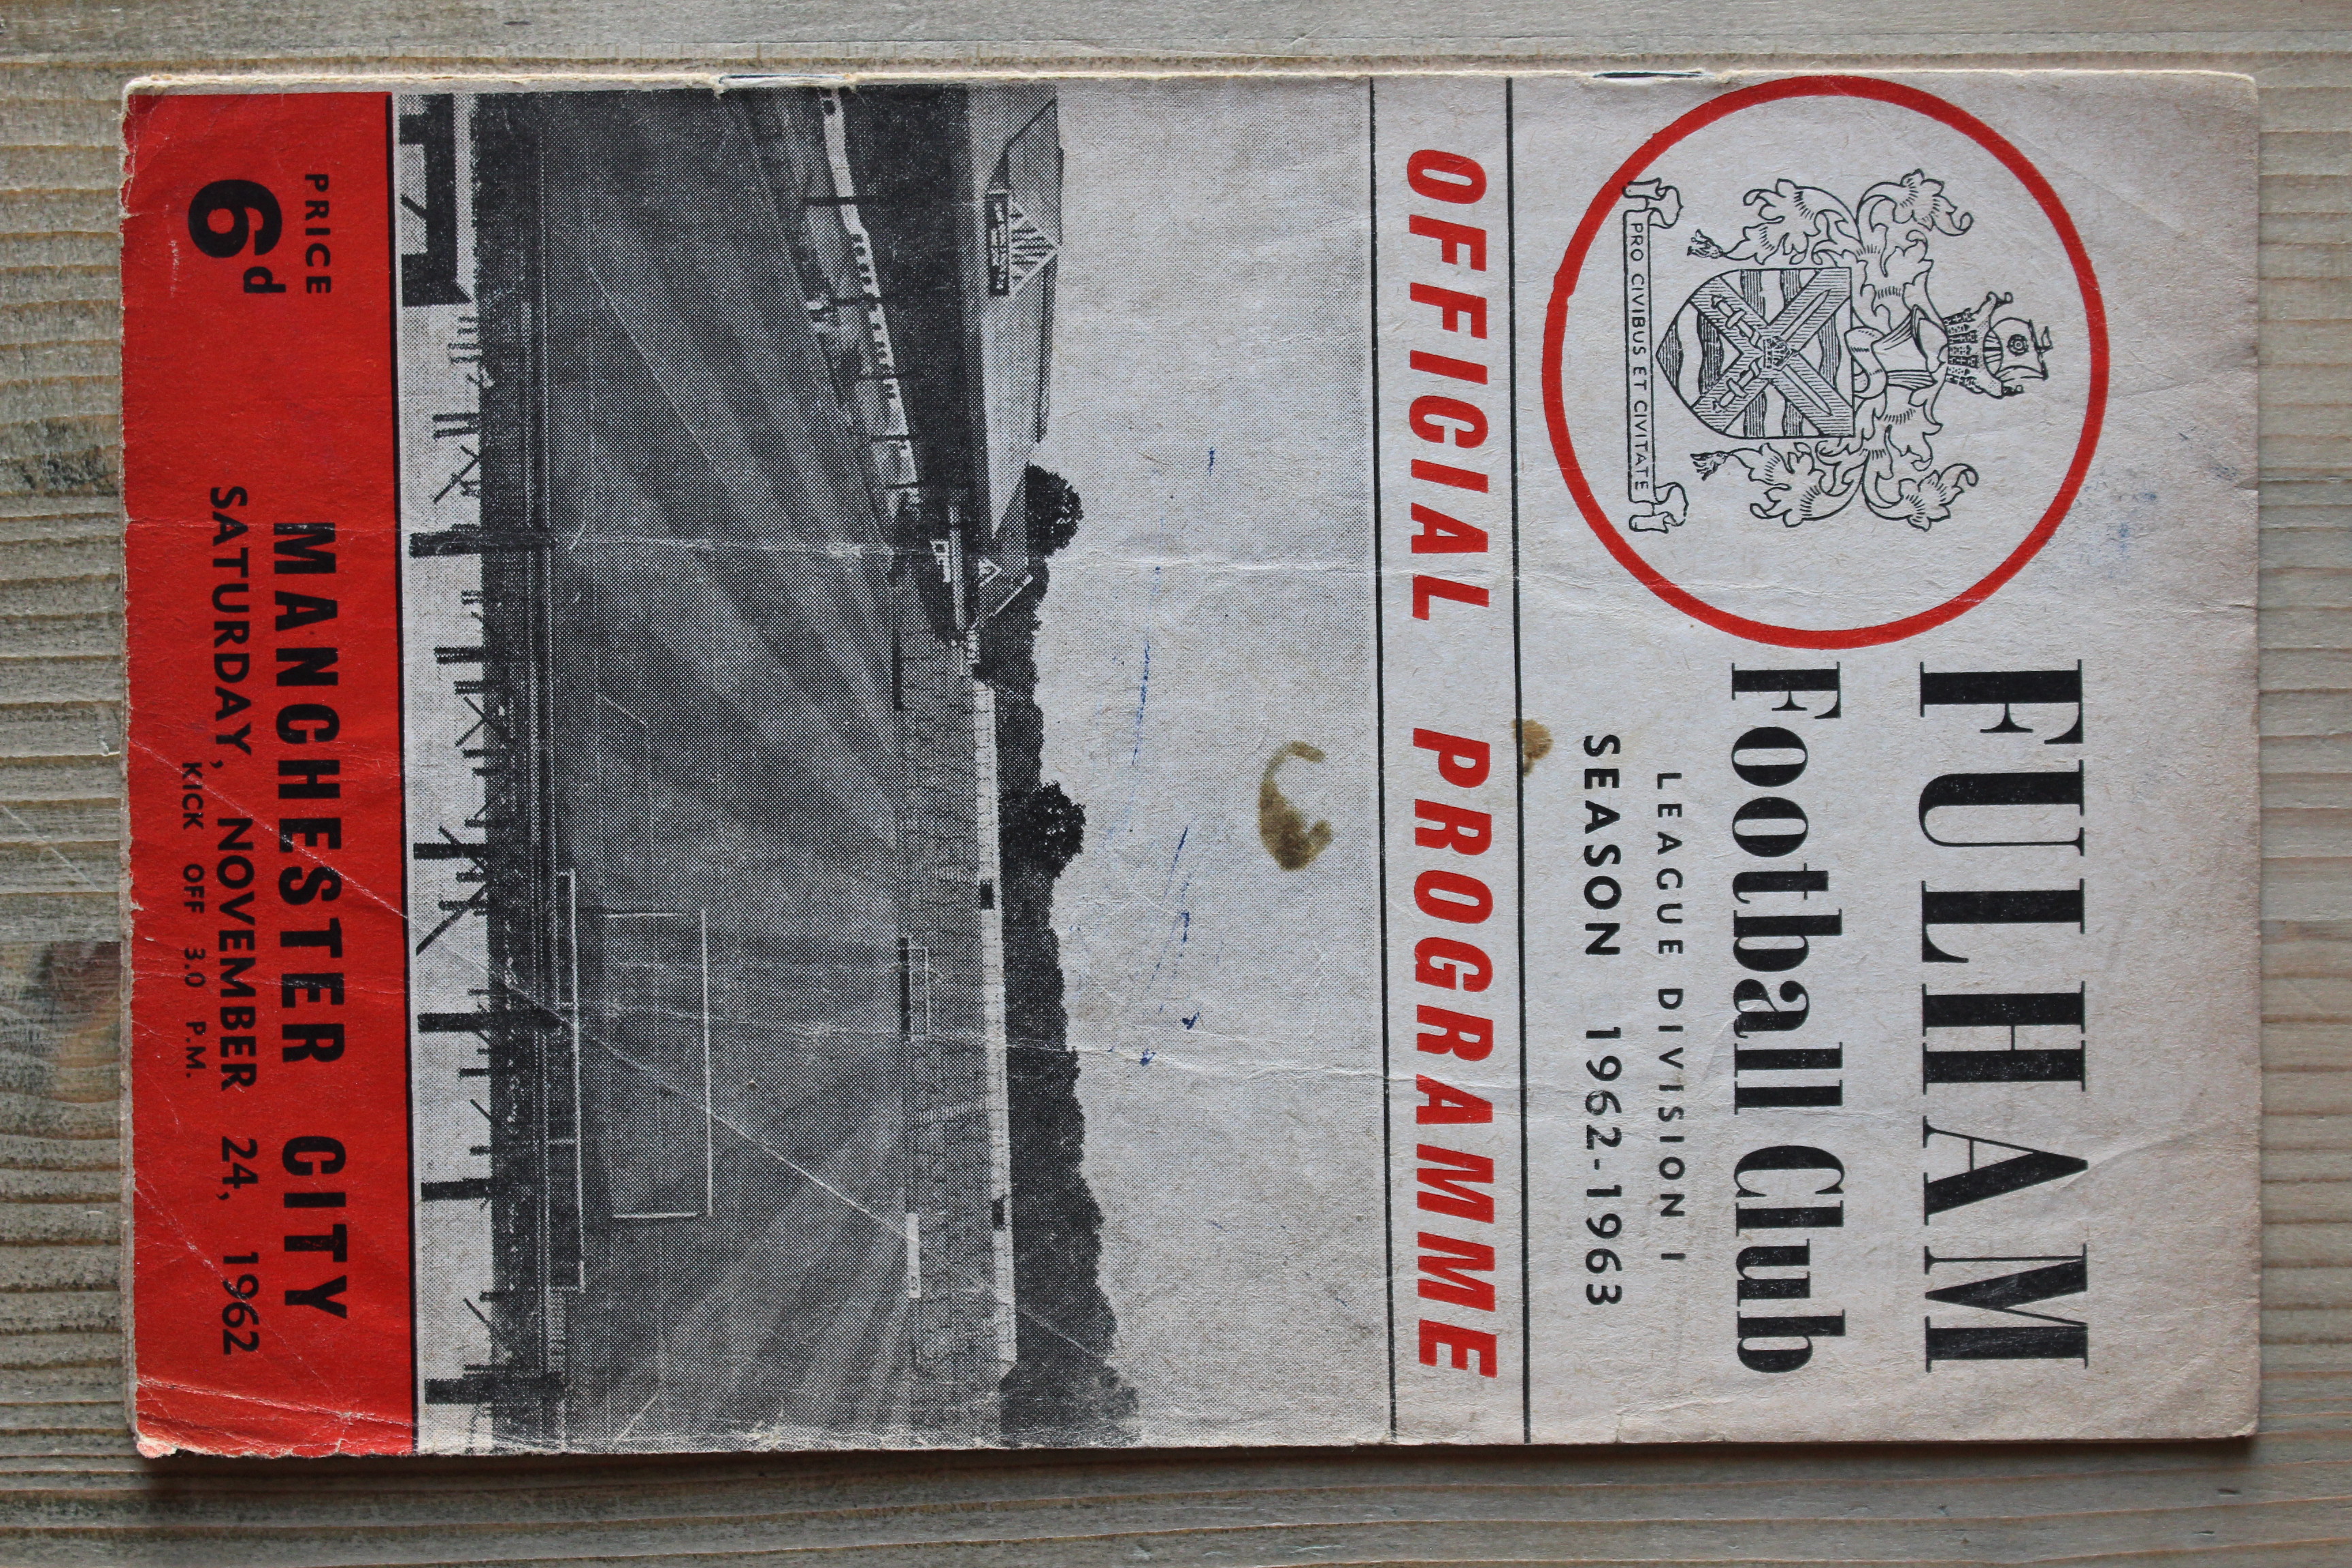 FULHAM
Football Club
LEAGUE DIVISION I
SEASON 1962-1963
PRO CIVIBUS ET CIVITATE
OFFICIAL PROGRAMME
PRICE
6d
MANCHESTER CITY
SATURDAY, NOVEMBER 24, 1962
KICK OFF 3.0 P.M.